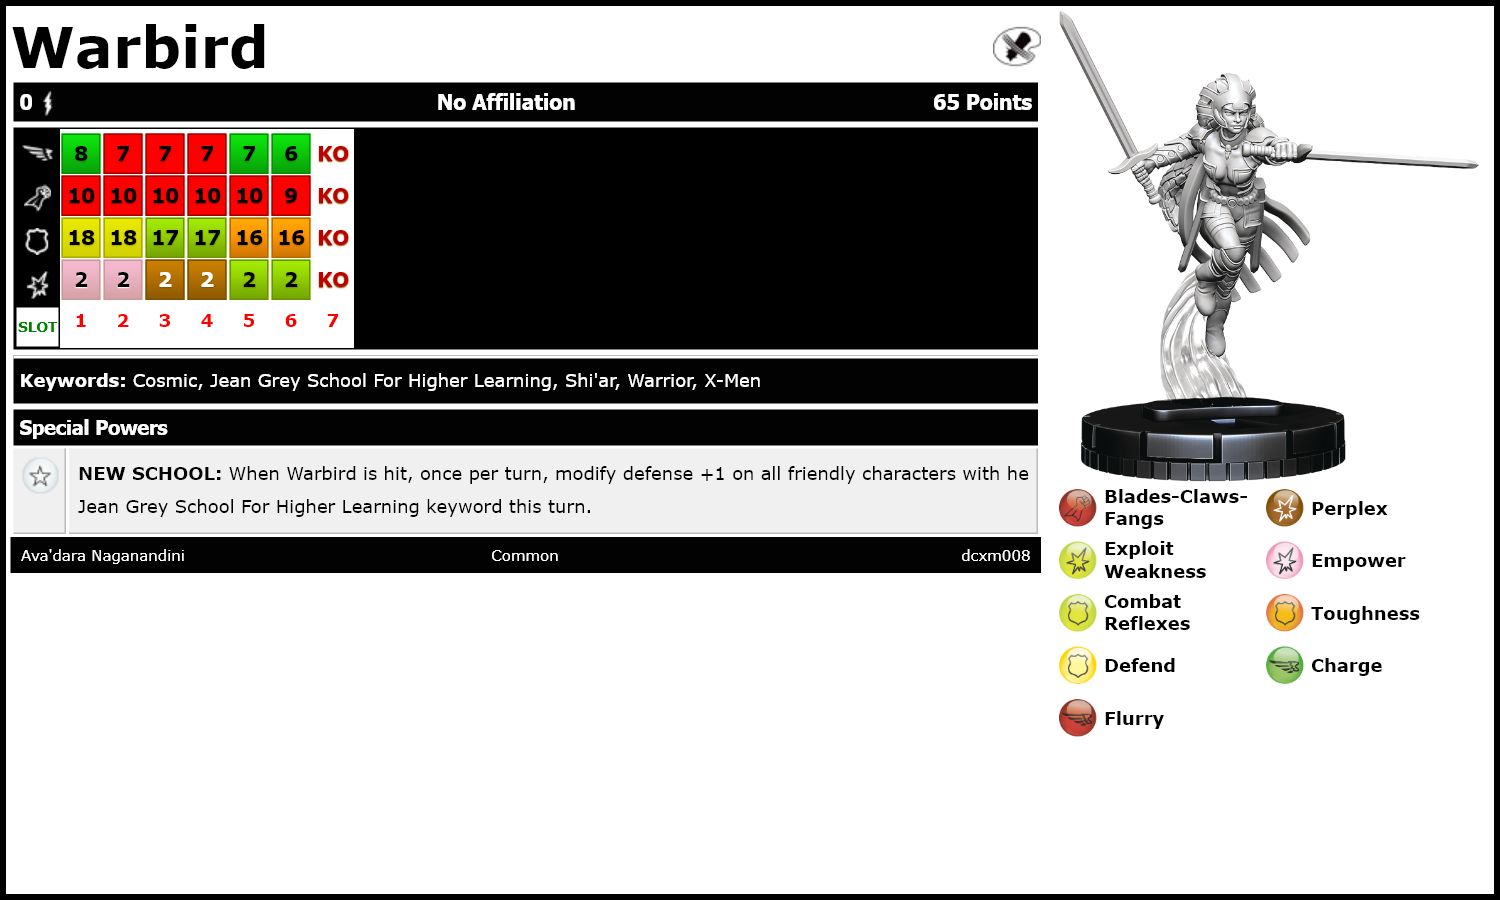 Warbird
0 No Affiliation 65 Points
8 7 7 7 7 6 KO
10 10 10 10 10 9 KO
18 18 17 17 16 16 KO
2 2 2 2 2 2 KO
SLOT 1 2 3 4 5 6 7
Keywords: Cosmic, Jean Grey School For Higher Learning, Shi'ar, Warrior, X-Men
Special Powers
NEW SCHOOL: When Warbird is hit, once per turn, modify defense +1 on all friendly characters with he
Jean Grey School For Higher Learning keyword this turn.
Ava'dara Naganandini Common dcxm008
Blades-Claws-
Fangs
Perplex
Exploit
Weakness
Empower
Combat
Reflexes
Toughness
Defend
Charge
Flurry